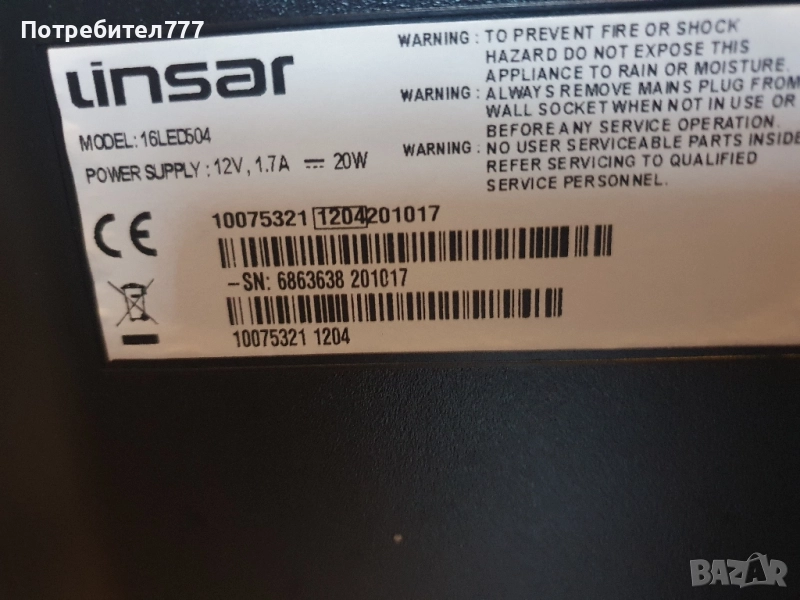 Потребител777
Linsar
MODEL: 16LED504
POWER SUPPLY : 12V, 1.7A 20W
WARNING : TO PREVENT FIRE OR SHOCK
HAZARD DO NOT EXPOSE THIS
APPLIANCE TO RAIN OR MOISTURE.
WARNING : ALWAYS REMOVE MAINS PLUG FROM
WALL SOCKET WHEN NOT IN USE OR
BEFORE ANY SERVICE OPERATION.
WARNING : NO USER SERVICEABLE PARTS INSIDE
REFER SERVICING TO QUALIFIED
SERVICE PERSONNEL.
CE
10075321 1204201017
–SN: 6863638 201017
10075321 1204
BAZAR